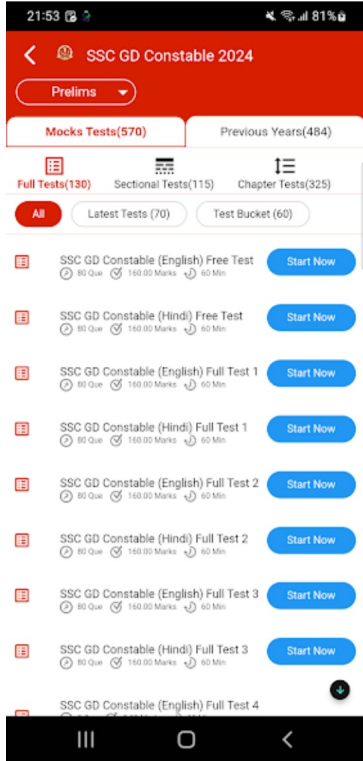 21:53 81%
SSC GD Constable 2024
Prelims
Mocks Tests(570) Previous Years(484)
Full Tests(130) Sectional Tests(115) Chapter Tests(325)
All Latest Tests (70) Test Bucket (60)
SSC GD Constable (English) Free Test Start Now
80 Que 160.00 Marks 60 Min
SSC GD Constable (Hindi) Free Test Start Now
80 Que 160.00 Marks 60 Min
SSC GD Constable (English) Full Test 1 Start Now
80 Que 160.00 Marks 60 Min
SSC GD Constable (Hindi) Full Test 1 Start Now
80 Que 160.00 Marks 60 Min
SSC GD Constable (English) Full Test 2 Start Now
80 Que 160.00 Marks 60 Min
SSC GD Constable (Hindi) Full Test 2 Start Now
80 Que 160.00 Marks 60 Min
SSC GD Constable (English) Full Test 3 Start Now
80 Que 160.00 Marks 60 Min
SSC GD Constable (Hindi) Full Test 3 Start Now
80 Que 160.00 Marks 60 Min
SSC GD Constable (English) Full Test 4